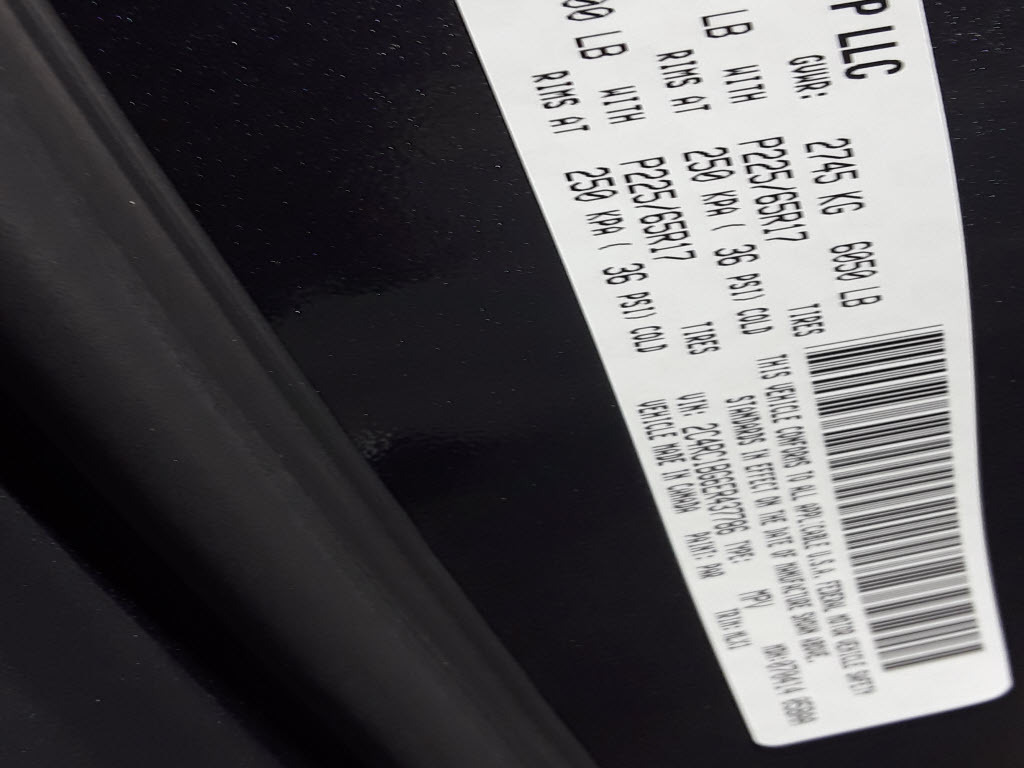 P LLC
GVWR: 2745 KG 6050 LB
LB WITH P225/65R17 TIRES
RIMS AT 250 KPA ( 36 PSI) COLD
00 LB WITH P225/65R17 TIRES
RIMS AT 250 KPA ( 36 PSI) COLD
THIS VEHICLE CONFORMS TO ALL APPLICABLE U.S.A. FEDERAL MOTOR VEHICLE SAFETY
STANDARDS IN EFFECT ON THE DATE OF MANUFACTURE SHOWN ABOVE.
VIN: TYPE: MPV
VEHICLE MADE IN CANADA PAINT: TRIM: